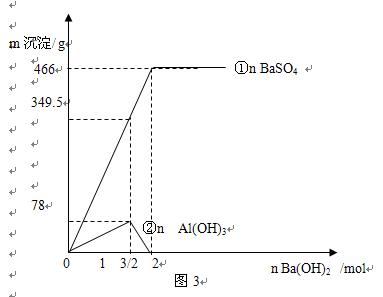 m 沉淀/g
466
①n BaSO₄
349.5
78
②n Al(OH)₃
0 1 3/2 2 n Ba(OH)₂ /mol
图 3